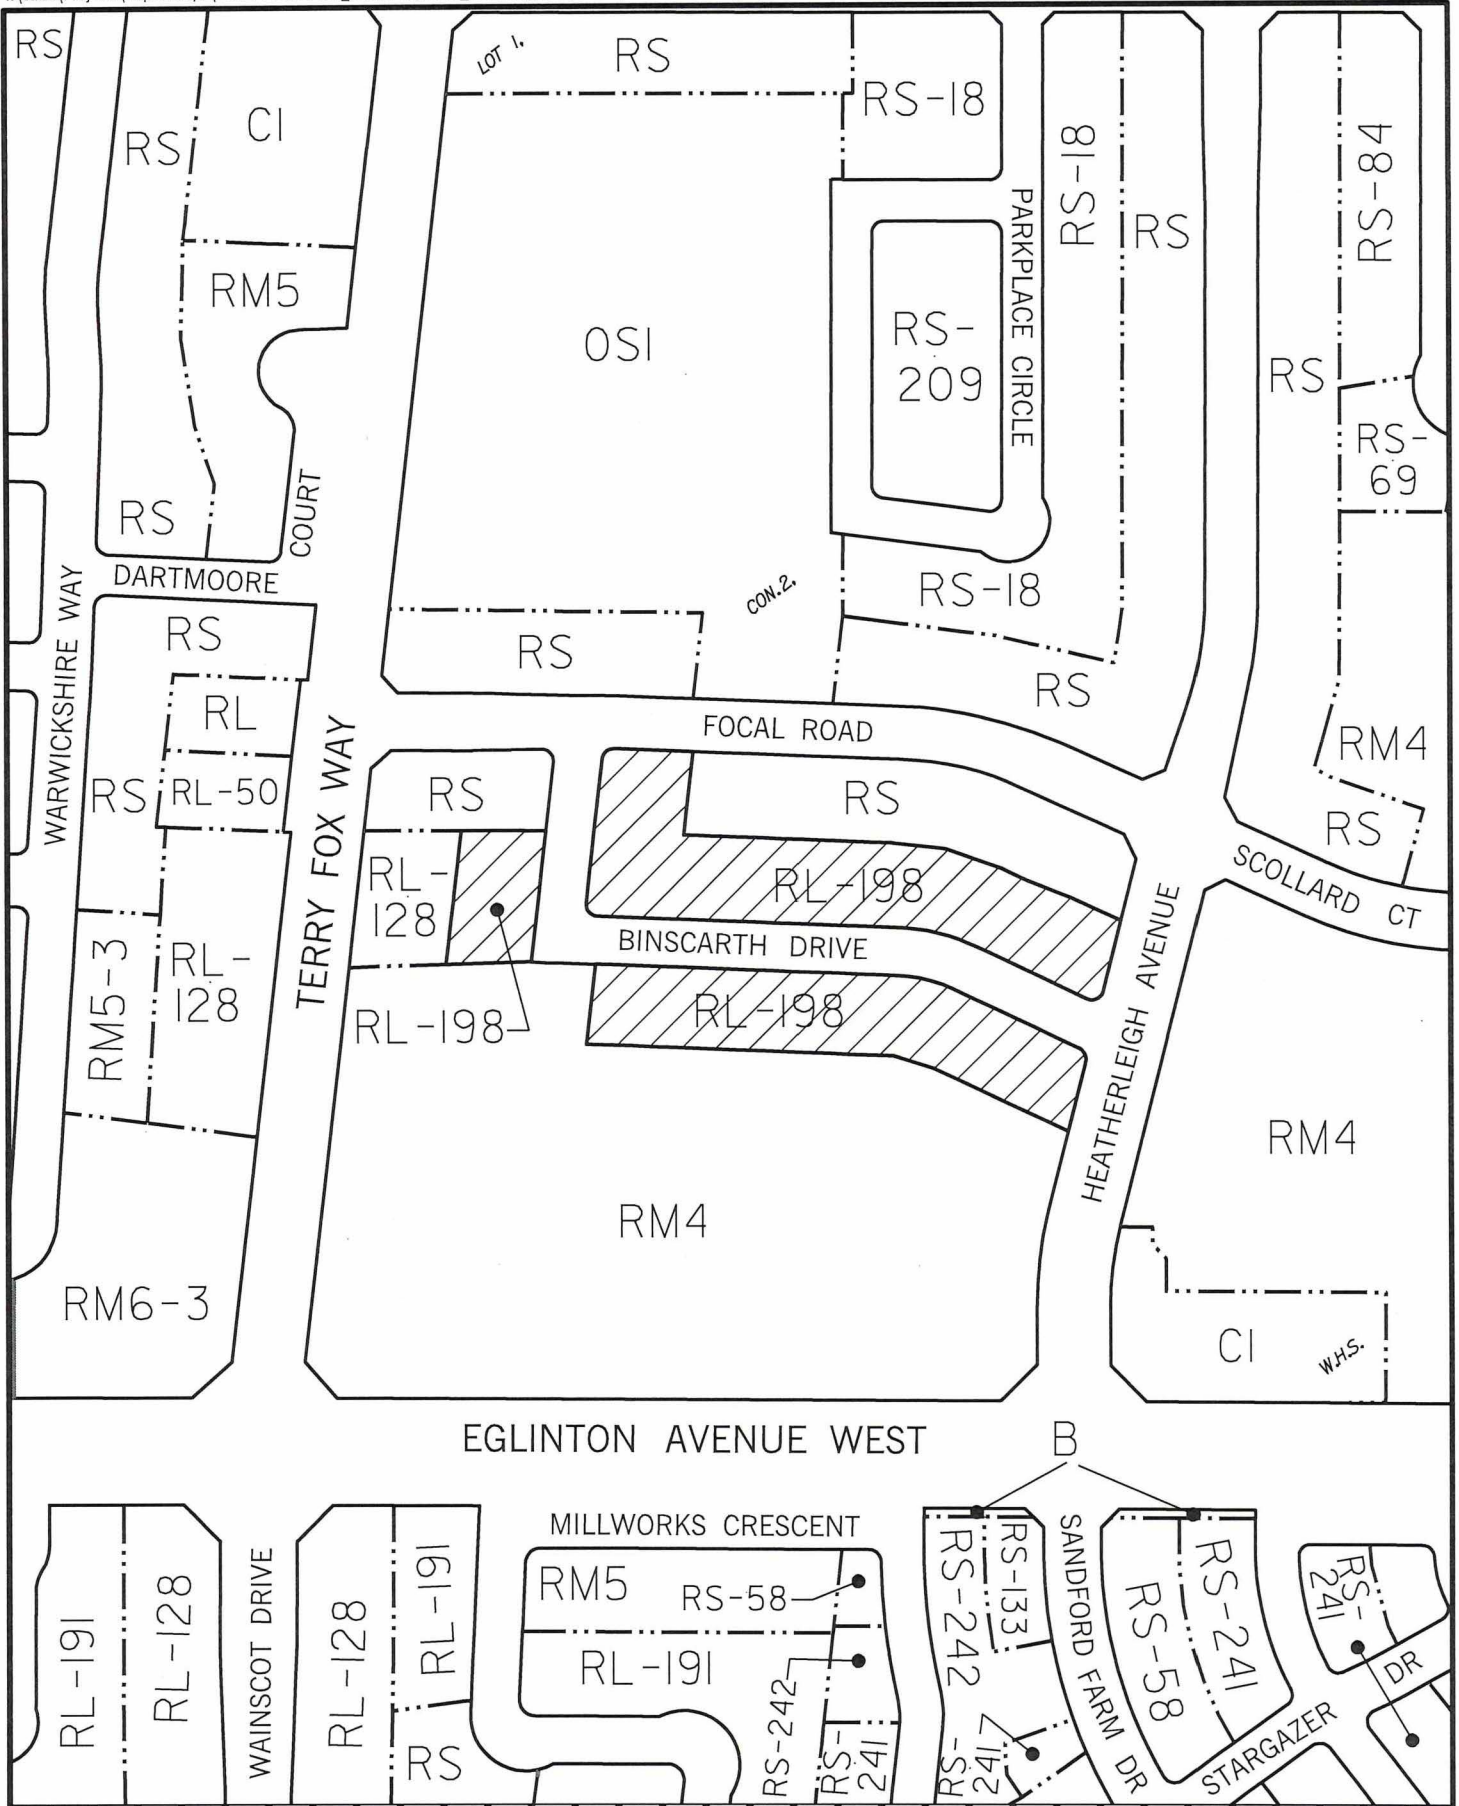 RS
LOT 1,
RS
RS-18
C1
RS
RS-18
RS-84
PARKPLACE CIRCLE
RS
RM5
OS1
RS-
209
RS
RS-
69
COURT
RS
DARTMOORE
CON.2,
RS-18
WARWICKSHIRE WAY
RS
RS
RS
RL
FOCAL ROAD
RM4
TERRY FOX WAY
RS
RL-50
RS
RS
RS
SCOLLARD CT
RL-
128
RL-198
BINSCARTH DRIVE
RM5-3
RL-
128
RL-198
RL-198
HEATHERLEIGH AVENUE
RM4
RM4
RM6-3
C1
W.H.S.
EGLINTON AVENUE WEST
B
MILLWORKS CRESCENT
RL-191
RL-128
WAINSCOT DRIVE
RL-128
RL-191
RS
RM5
RS-58
RL-191
RS-242
RS-
241
RS-242
RS-133
RS-
241
SANDFORD FARM DR
RS-58
RS-241
RS-
241
STARGAZER DR